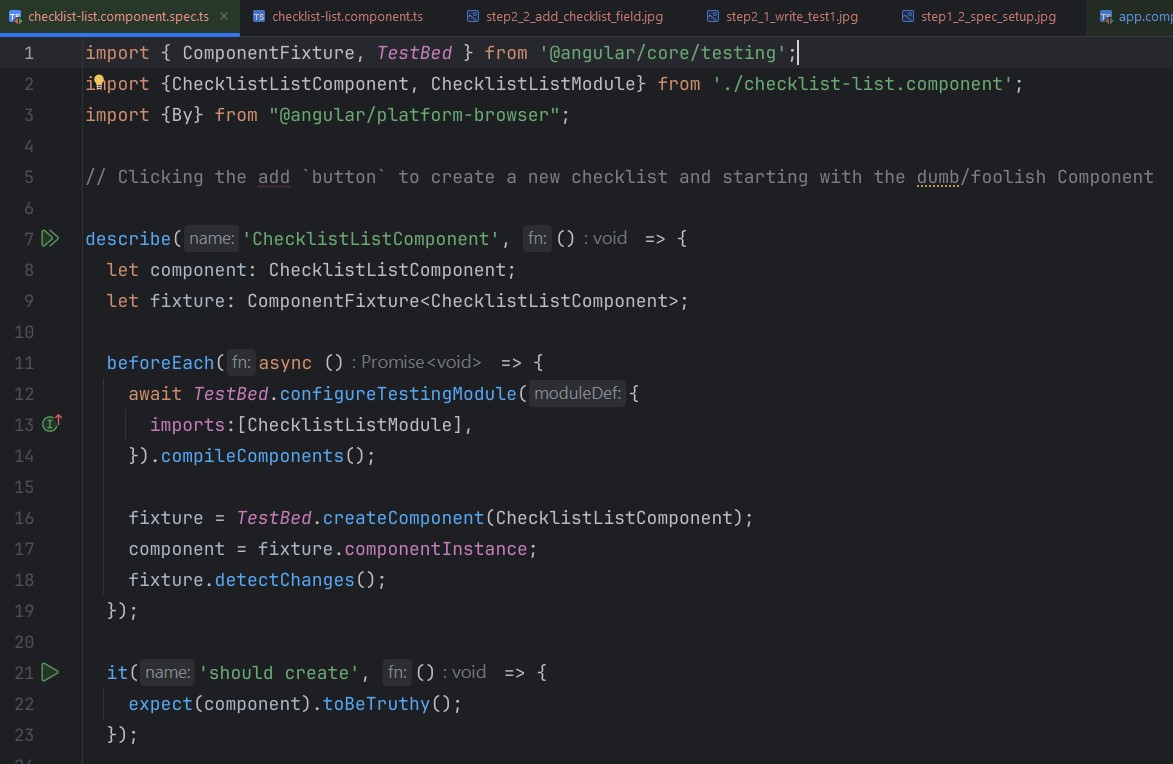 checklist-list.component.spec.ts × checklist-list.component.ts step2_2_add_checklist_field.jpg step2_1_write_test1.jpg step1_2_spec_setup.jpg app.comp
1 import { ComponentFixture, TestBed } from '@angular/core/testing';
2 import {ChecklistListComponent, ChecklistListModule} from './checklist-list.component';
3 import {By} from "@angular/platform-browser";
4
5 // Clicking the add `button` to create a new checklist and starting with the dumb/foolish Component
6
7 describe( name: 'ChecklistListComponent', fn: () : void => {
8 let component: ChecklistListComponent;
9 let fixture: ComponentFixture<ChecklistListComponent>;
10
11 beforeEach( fn: async () : Promise<void> => {
12 await TestBed.configureTestingModule( moduleDef: {
13 imports:[ChecklistListModule],
14 }).compileComponents();
15
16 fixture = TestBed.createComponent(ChecklistListComponent);
17 component = fixture.componentInstance;
18 fixture.detectChanges();
19 });
20
21 it( name: 'should create', fn: () : void => {
22 expect(component).toBeTruthy();
23 });